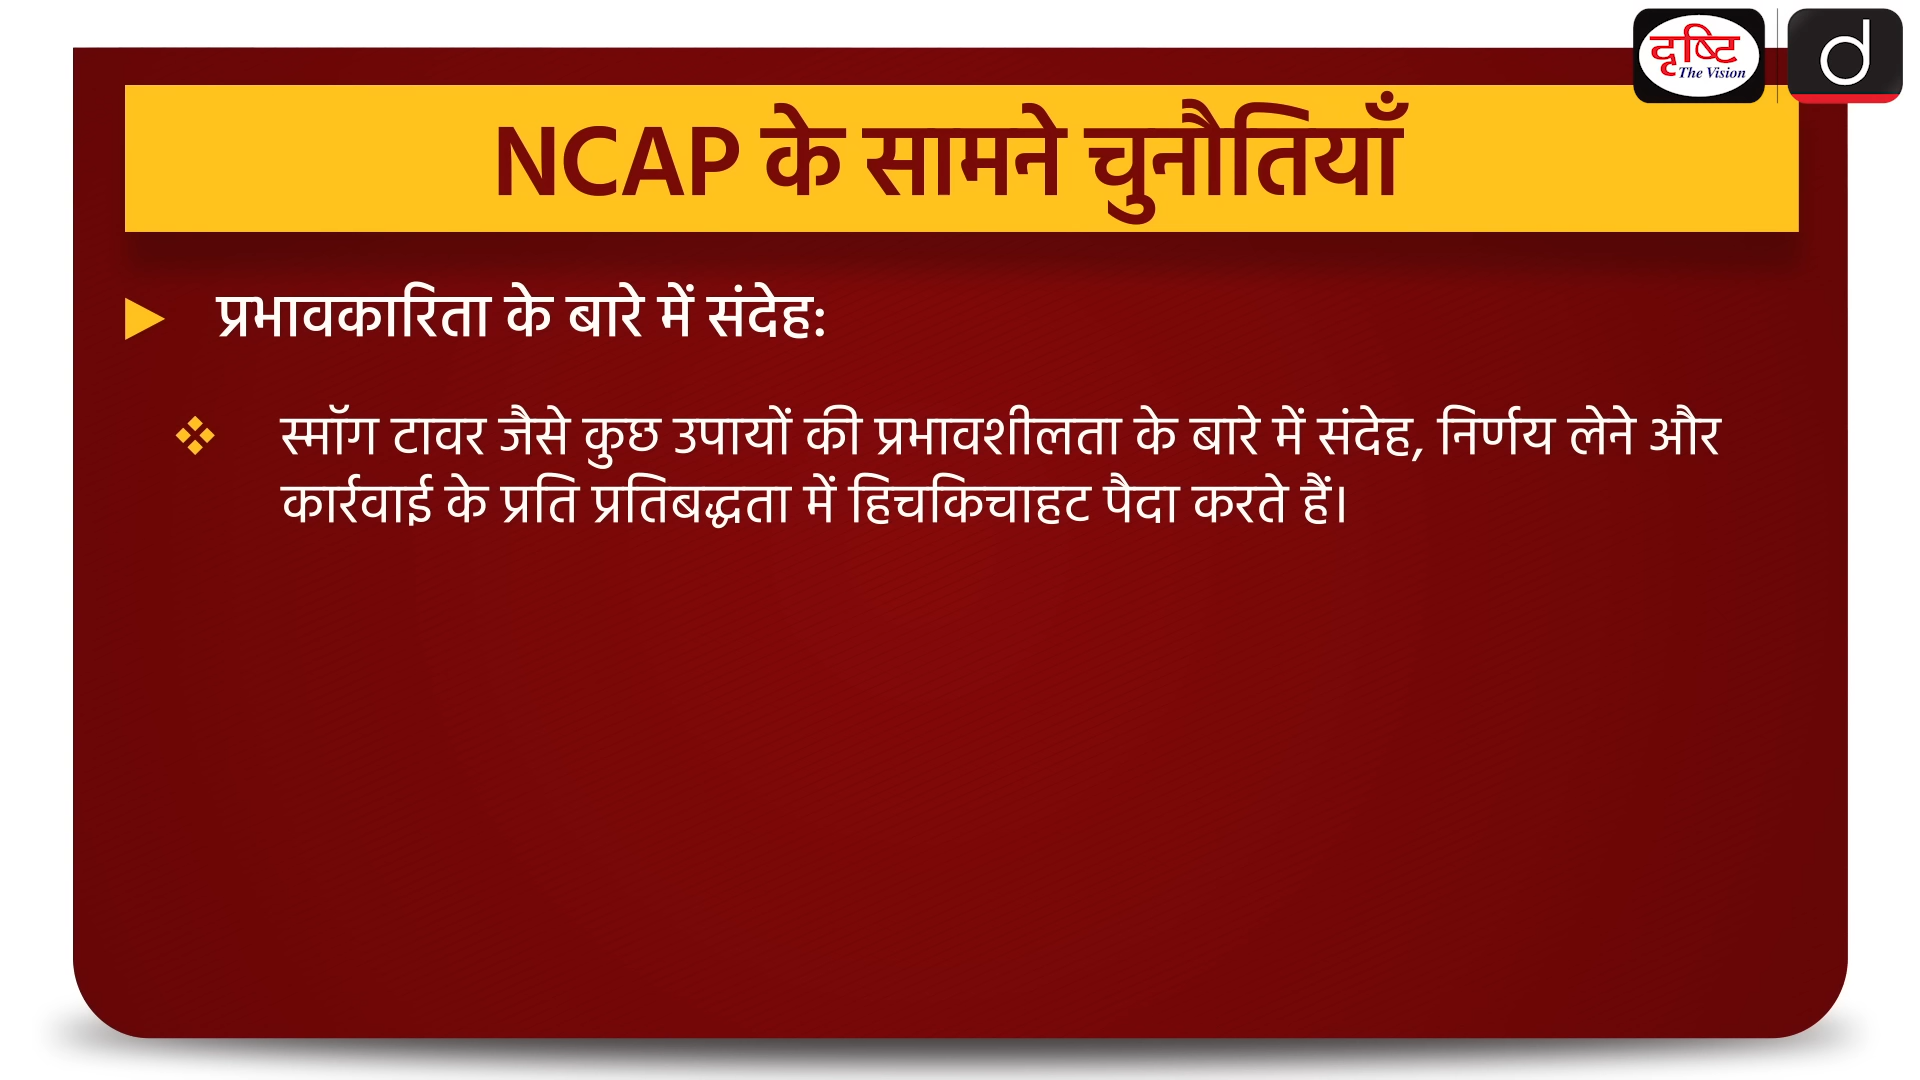 दृष्टि
The Vision
d
NCAP के सामने चुनौतियाँ
प्रभावकारिता के बारे में संदेह:
स्मॉग टावर जैसे कुछ उपायों की प्रभावशीलता के बारे में संदेह, निर्णय लेने और
कार्रवाई के प्रति प्रतिबद्धता में हिचकिचाहट पैदा करते हैं।